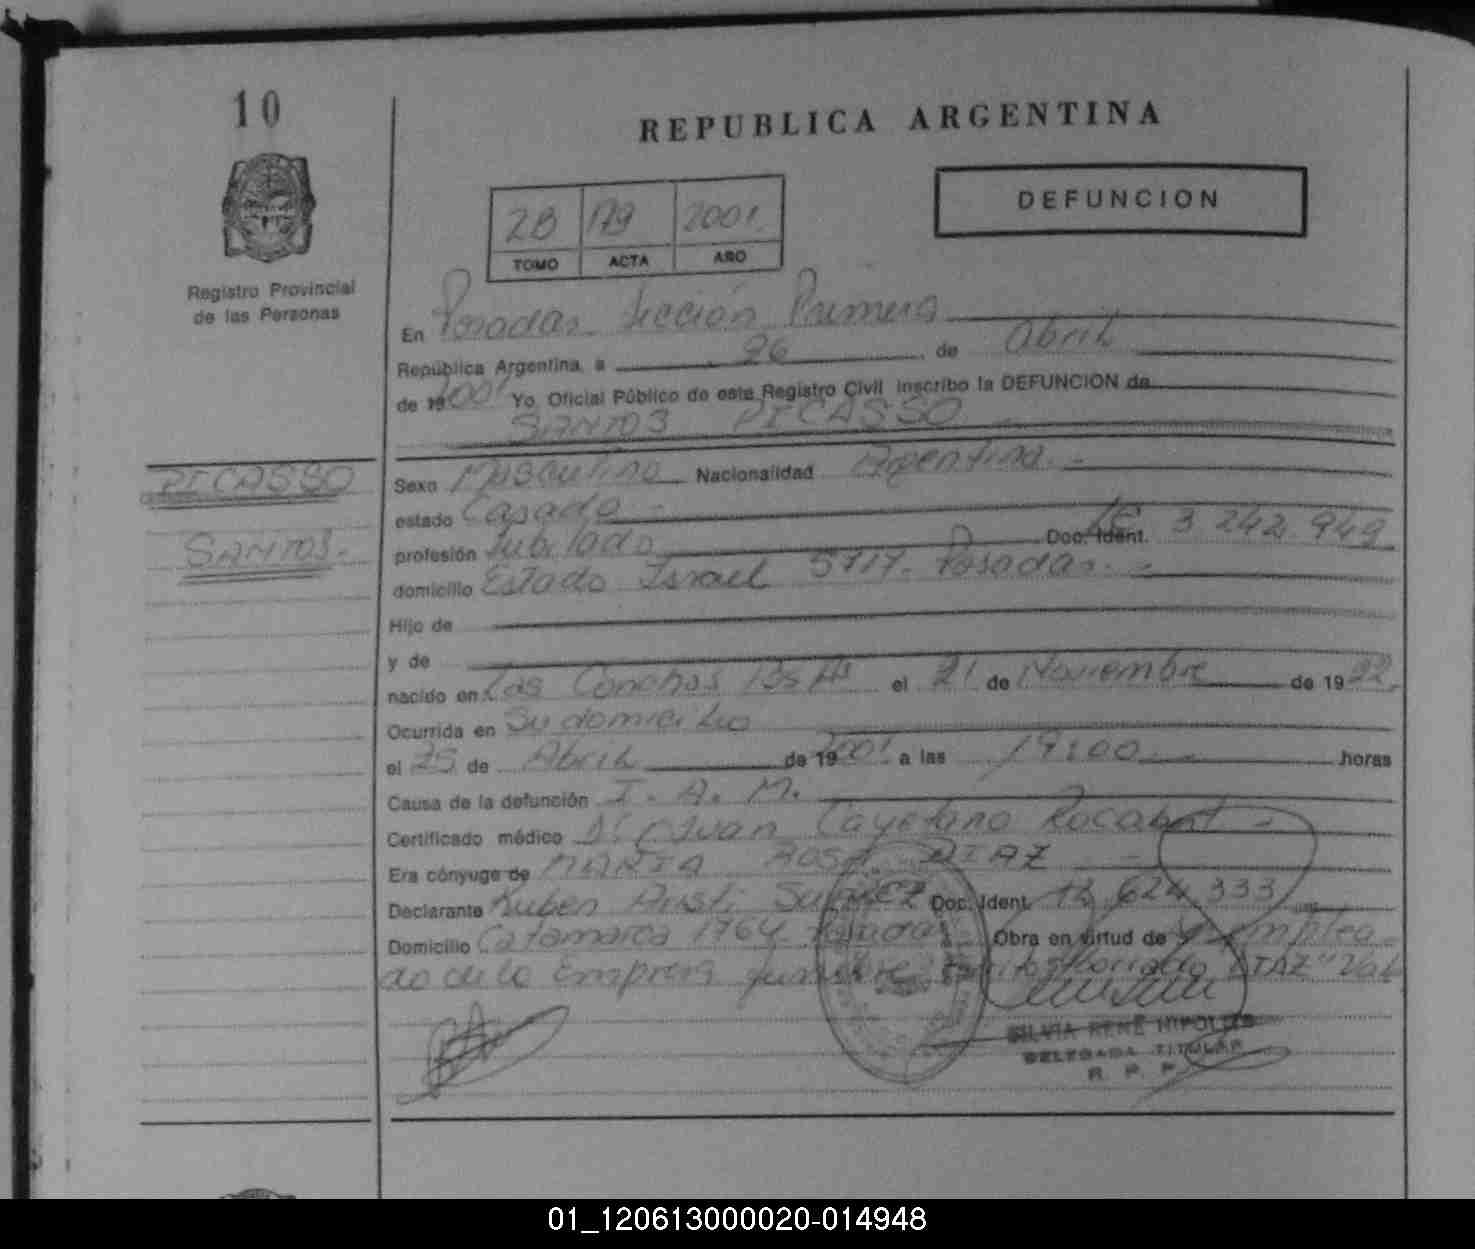 10
REPUBLICA ARGENTINA
2B 179 2001.
TOMO ACTA AÑO
DEFUNCION
Registro Provincial
de las Personas
En Posadas Sección Primera
República Argentina, a 26 de Abril
de 19 2001 Yo, Oficial Público de este Registro Civil inscribo la DEFUNCION de
SANTOS PICASSO
PICASSO
SANTOS.
Sexo Masculino Nacionalidad Argentina. -
estado Casado -
profesión Jubilado Doc. Ident. LE 3 242. 949
domicilio Estado Israel 5717. Posadas. -
Hijo de
y de
nacido en Las Conchas Bs As el 21 de Noviembre de 19 22.
Ocurrida en Su domicilio
el 25 de Abril de 19 2001 a las 19:00 - horas
Causa de la defunción I. A. M.
Certificado médico Dr Juan Cayetano Rocabert -
Era cónyuge de MARIA ROSA DIAZ -
Declarante Ruben Suarez Doc. Ident. 12 624 333
Domicilio Catamarca 1764 Posadas Obra en virtud de emplea-
do de la Empresa funebre DIAZ"
SILVIA RENÉ HIPOLITO
DELEGADA TITULAR
R. P. P.
01_120613000020-014948